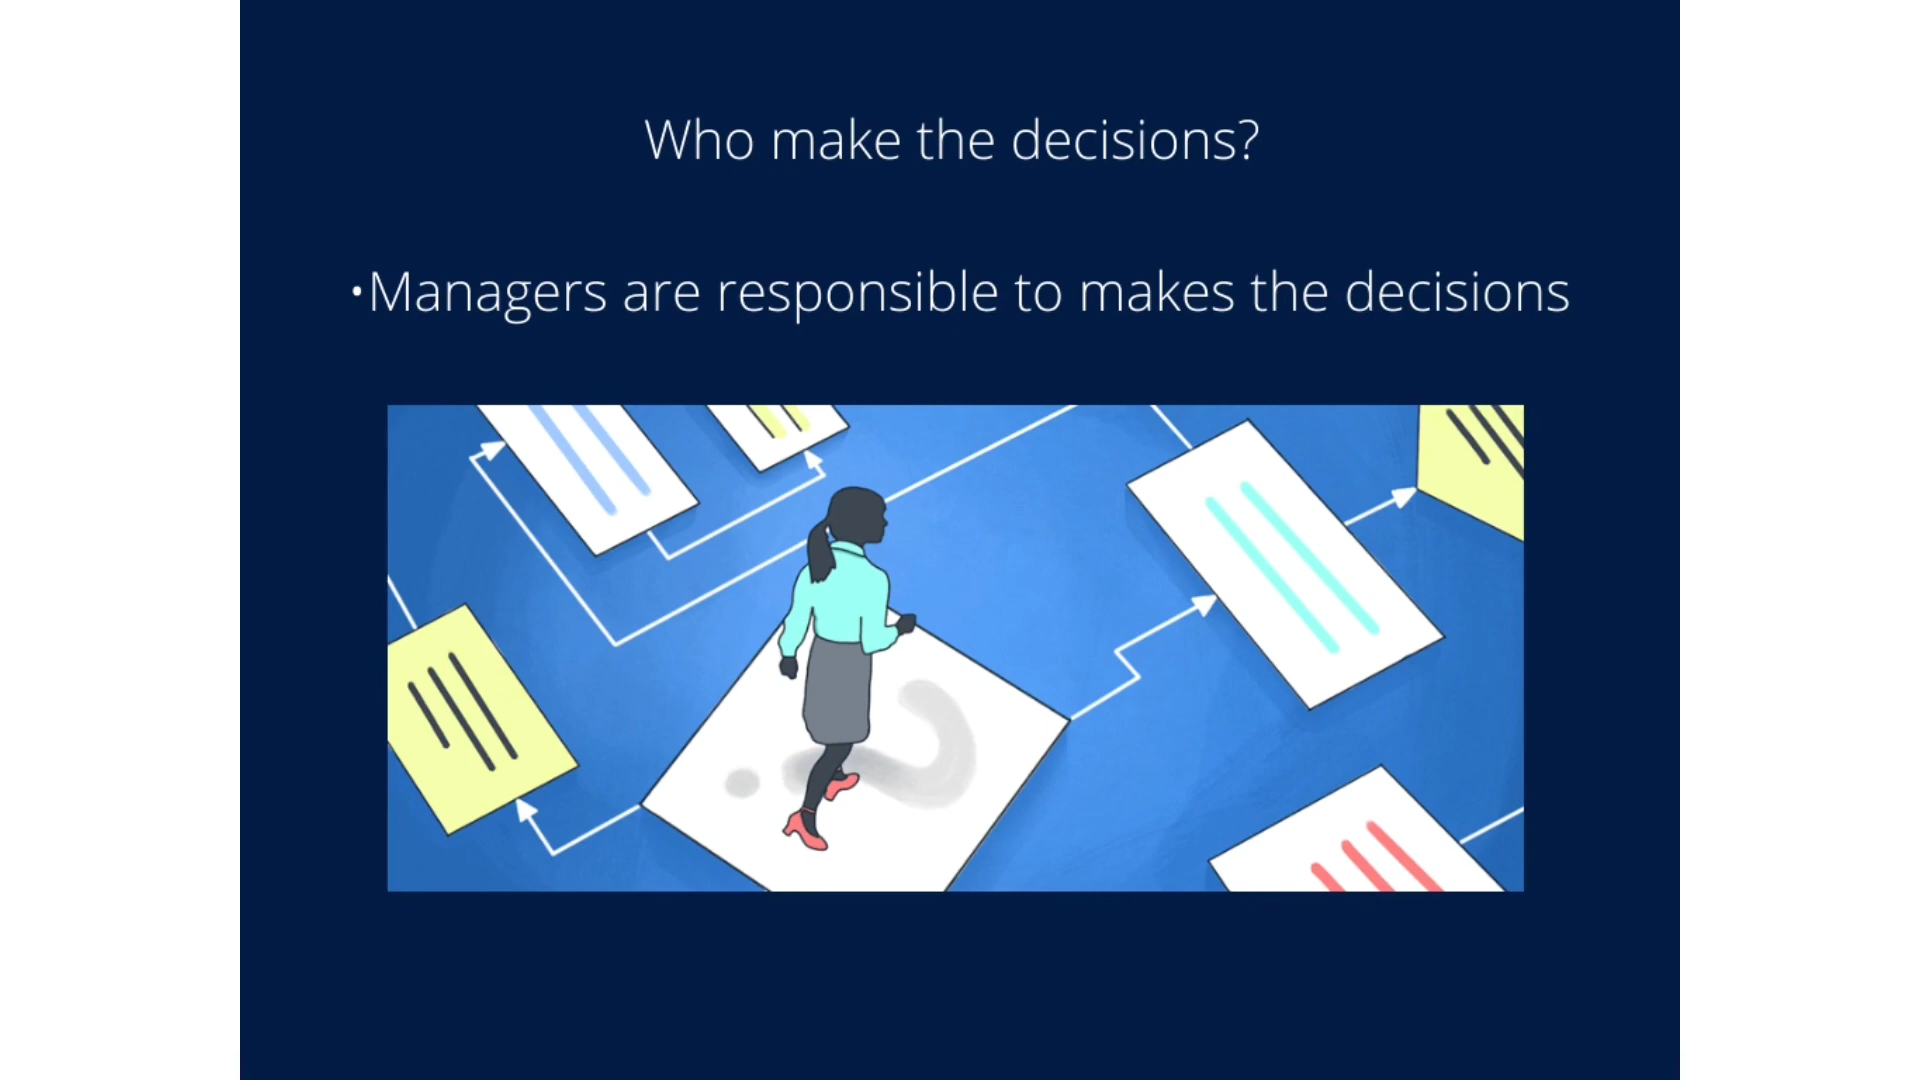 Who make the decisions?
•Managers are responsible to makes the decisions